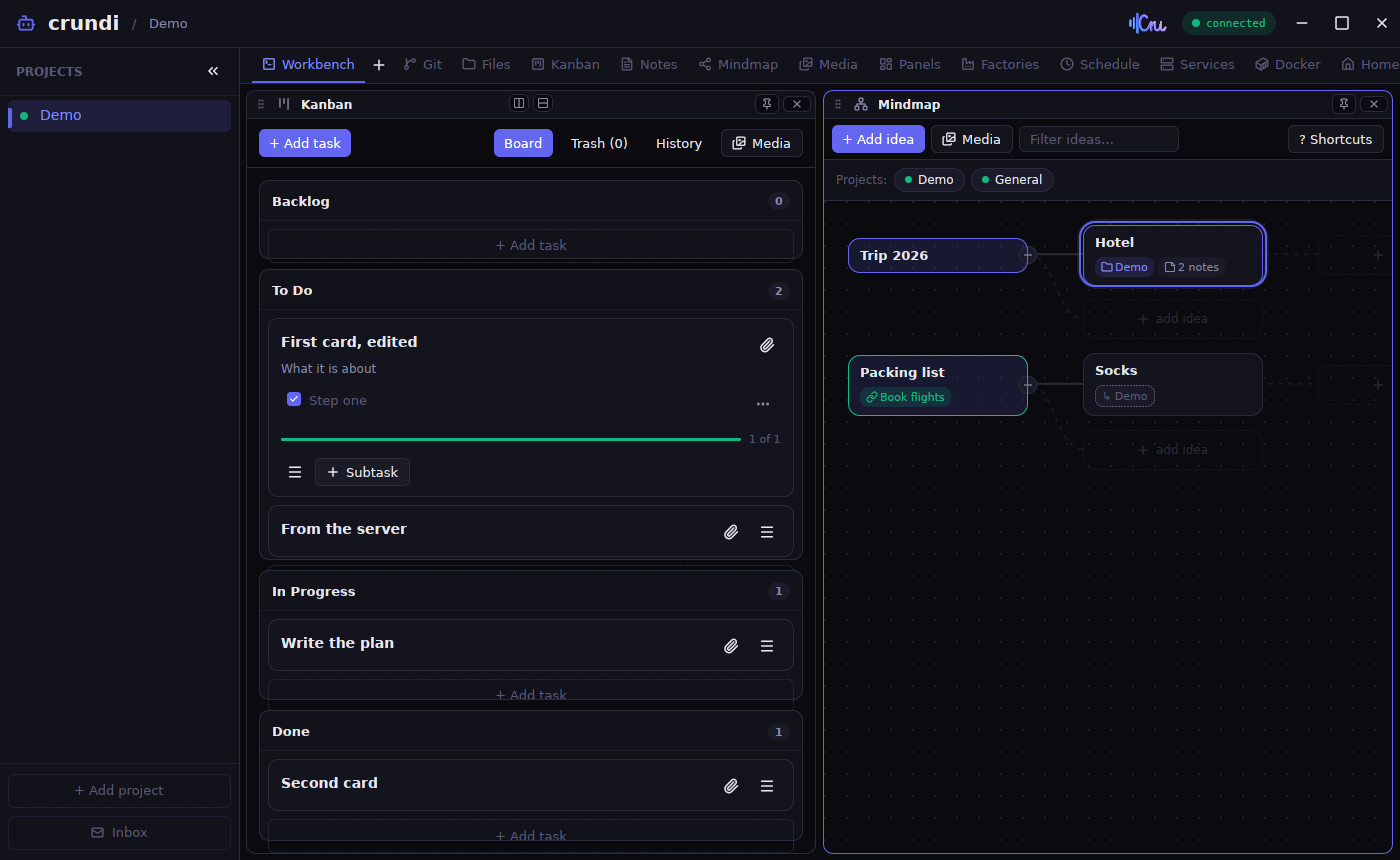 crundi / Demo
Cru
connected
PROJECTS
Demo
+ Add project
Inbox
Workbench + Git Files Kanban Notes Mindmap Media Panels Factories Schedule Services Docker Home
Kanban
+ Add task Board Trash (0) History Media
Backlog 0
+ Add task
To Do 2
First card, edited
What it is about
Step one
1 of 1
+ Subtask
From the server
In Progress 1
Write the plan
+ Add task
Done 1
Second card
+ Add task
Mindmap
+ Add idea Media Filter ideas... ? Shortcuts
Projects: Demo General
Trip 2026
Hotel
Demo 2 notes
+ add idea
Packing list
Book flights
Socks
↳ Demo
+ add idea